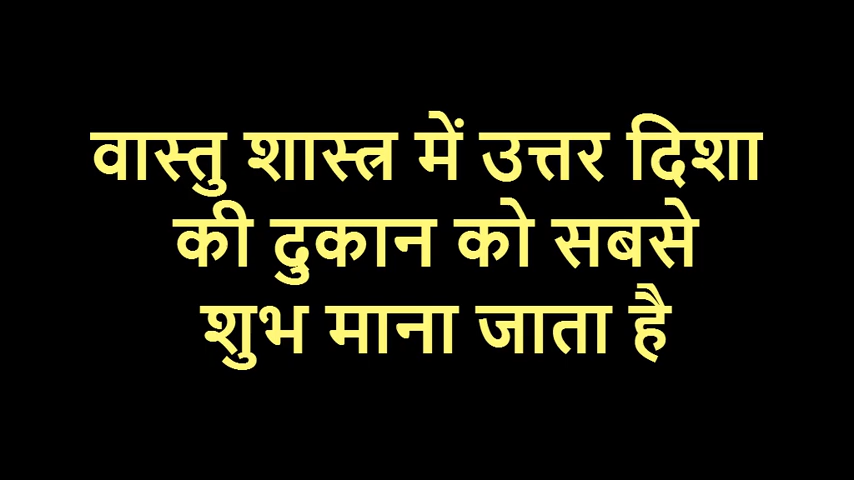 वास्तु शास्त्र में उत्तर दिशा
की दुकान को सबसे
शुभ माना जाता है